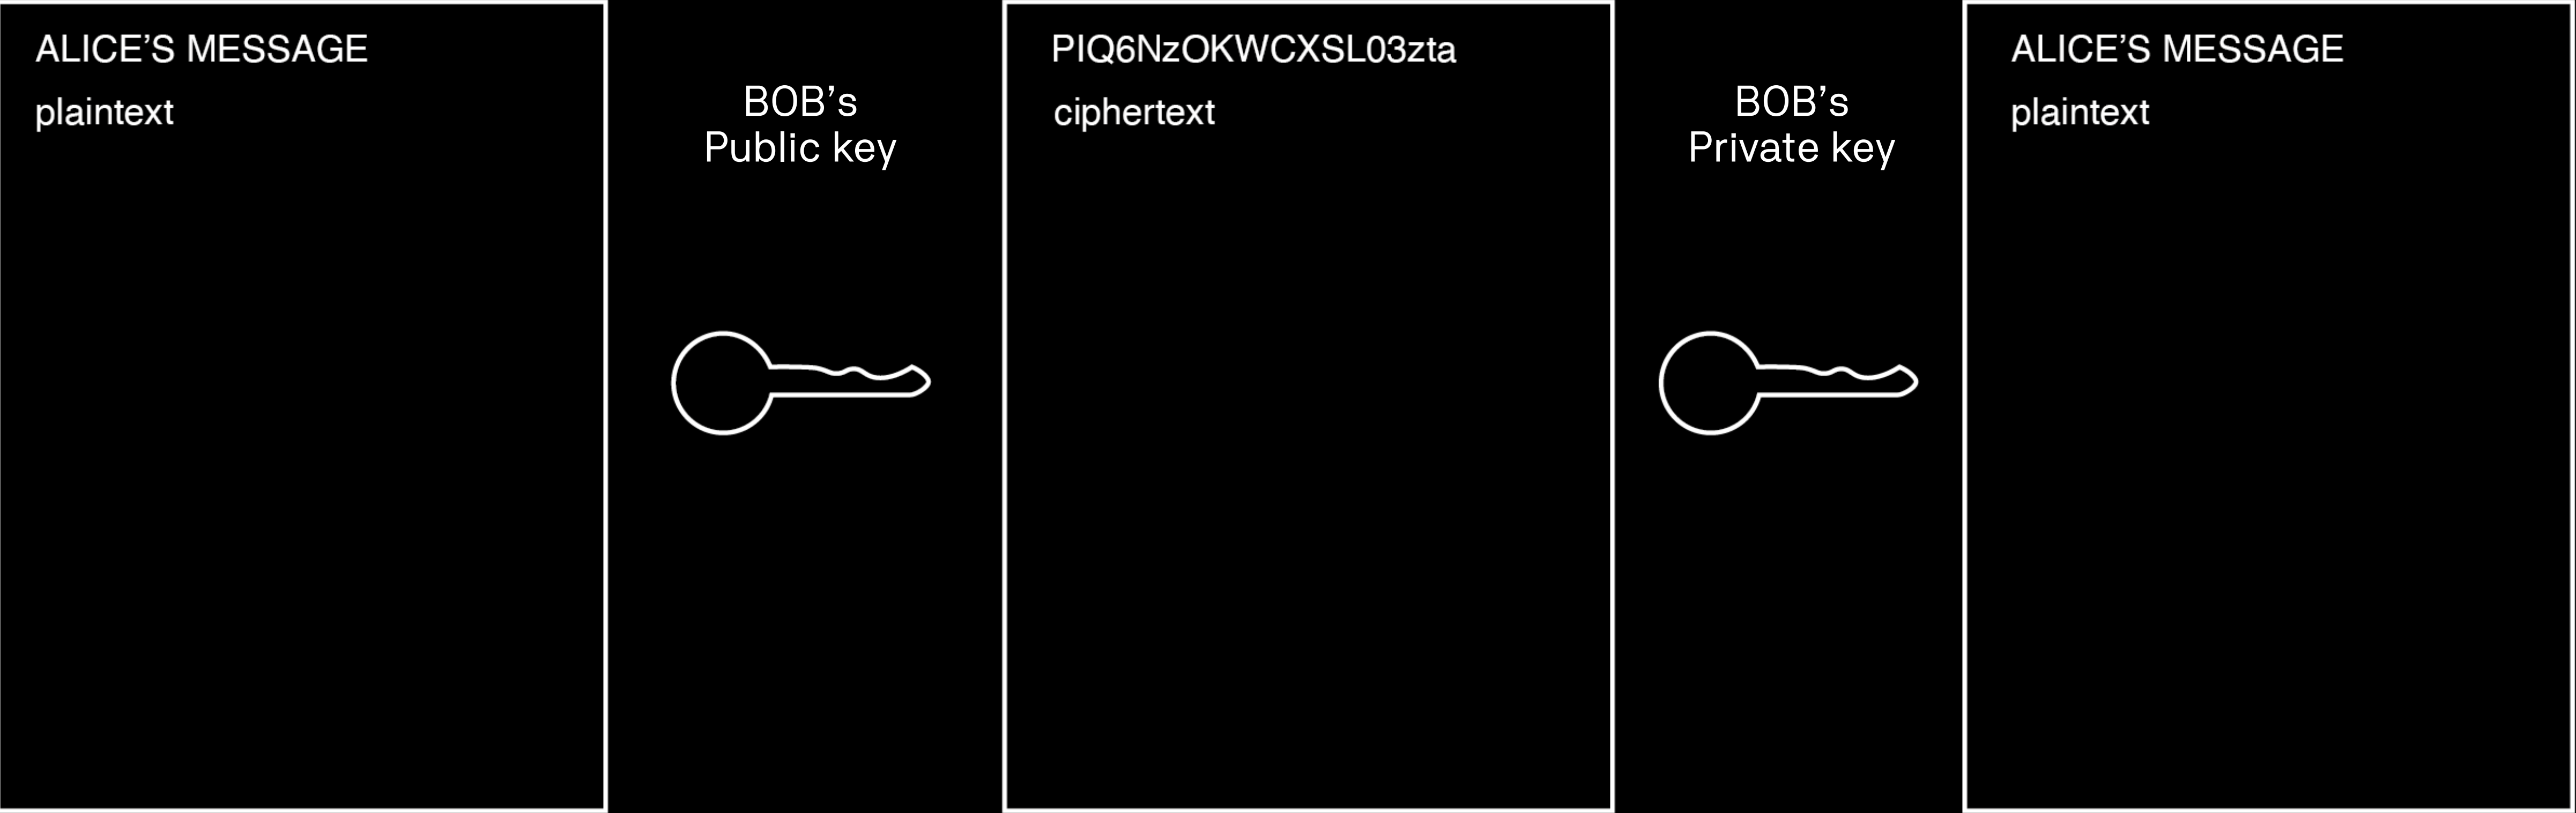 ALICE’S MESSAGE
plaintext
BOB’s
Public key
PIQ6NzOKWCXSL03zta
ciphertext
BOB’s
Private key
ALICE’S MESSAGE
plaintext